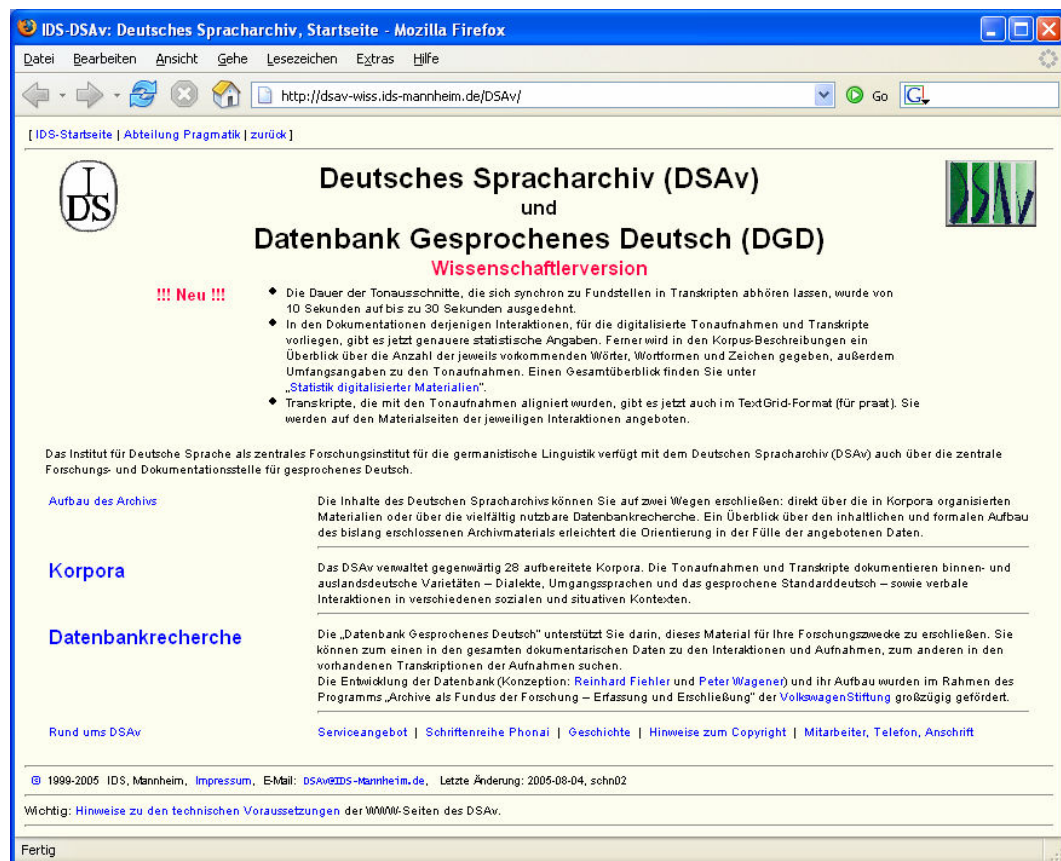 IDS-DSAv: Deutsches Spracharchiv, Startseite - Mozilla Firefox
Datei Bearbeiten Ansicht Gehe Lesezeichen Extras Hilfe
http://dsav-wiss.ids-mannheim.de/DSAv/ Go G
[ IDS-Startseite | Abteilung Pragmatik | zurück ]
I
DS
DSAv
Deutsches Spracharchiv (DSAv)
und
Datenbank Gesprochenes Deutsch (DGD)
Wissenschaftlerversion
!!! Neu !!!
◆ Die Dauer der Tonausschnitte, die sich synchron zu Fundstellen in Transkripten abhören lassen, wurde von
10 Sekunden auf bis zu 30 Sekunden ausgedehnt.
◆ In den Dokumentationen derjenigen Interaktionen, für die digitalisierte Tonaufnahmen und Transkripte
vorliegen, gibt es jetzt genauere statistische Angaben. Ferner wird in den Korpus-Beschreibungen ein
Überblick über die Anzahl der jeweils vorkommenden Wörter, Wortformen und Zeichen gegeben, außerdem
Umfangsangaben zu den Tonaufnahmen. Einen Gesamtüberblick finden Sie unter
„Statistik digitalisierter Materialien".
◆ Transkripte, die mit den Tonaufnahmen aligniert wurden, gibt es jetzt auch im TextGrid-Format (für praat). Sie
werden auf den Materialseiten der jeweiligen Interaktionen angeboten.
Das Institut für Deutsche Sprache als zentrales Forschungsinstitut für die germanistische Linguistik verfügt mit dem Deutschen Spracharchiv (DSAv) auch über die zentrale
Forschungs- und Dokumentationsstelle für gesprochenes Deutsch.
Aufbau des Archivs
Die Inhalte des Deutschen Spracharchivs können Sie auf zwei Wegen erschließen: direkt über die in Korpora organisierten
Materialien oder über die vielfältig nutzbare Datenbankrecherche. Ein Überblick über den inhaltlichen und formalen Aufbau
des bislang erschlossenen Archivmaterials erleichtert die Orientierung in der Fülle der angebotenen Daten.
Korpora
Das DSAv verwaltet gegenwärtig 28 aufbereitete Korpora. Die Tonaufnahmen und Transkripte dokumentieren binnen- und
auslandsdeutsche Varietäten – Dialekte, Umgangssprachen und das gesprochene Standarddeutsch – sowie verbale
Interaktionen in verschiedenen sozialen und situativen Kontexten.
Datenbankrecherche
Die „Datenbank Gesprochenes Deutsch" unterstützt Sie darin, dieses Material für Ihre Forschungszwecke zu erschließen. Sie
können zum einen in den gesamten dokumentarischen Daten zu den Interaktionen und Aufnahmen, zum anderen in den
vorhandenen Transkriptionen der Aufnahmen suchen.
Die Entwicklung der Datenbank (Konzeption: Reinhard Fiehler und Peter Wagener) und ihr Aufbau wurden im Rahmen des
Programms „Archive als Fundus der Forschung – Erfassung und Erschließung" der VolkswagenStiftung großzügig gefördert.
Rund ums DSAv
Serviceangebot | Schriftenreihe Phonai | Geschichte | Hinweise zum Copyright | Mitarbeiter, Telefon, Anschrift
© 1999-2005 IDS, Mannheim, Impressum, E-Mail: DSAv@IDS-Mannheim.de, Letzte Änderung: 2005-08-04, schn02
Wichtig: Hinweise zu den technischen Voraussetzungen der WWW-Seiten des DSAv.
Fertig